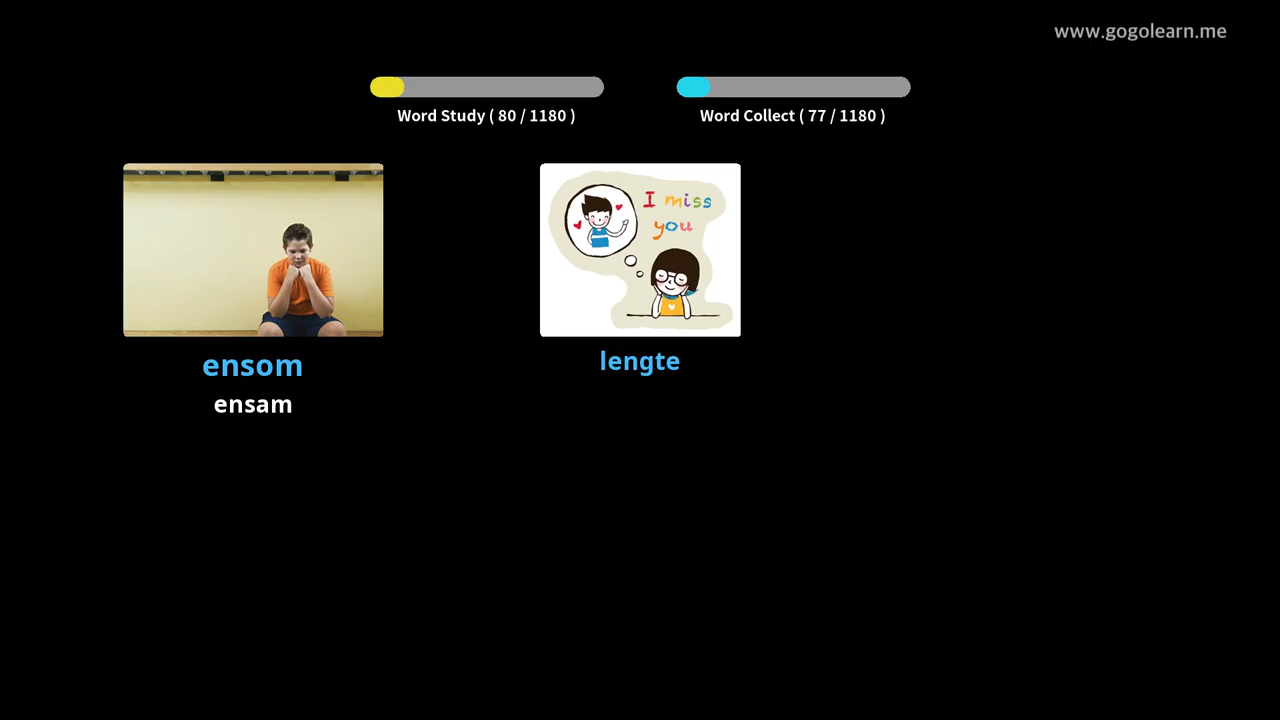 www.gogolearn.me
Word Study ( 80 / 1180 )
Word Collect ( 77 / 1180 )
I miss
you
ensom
lengte
ensam